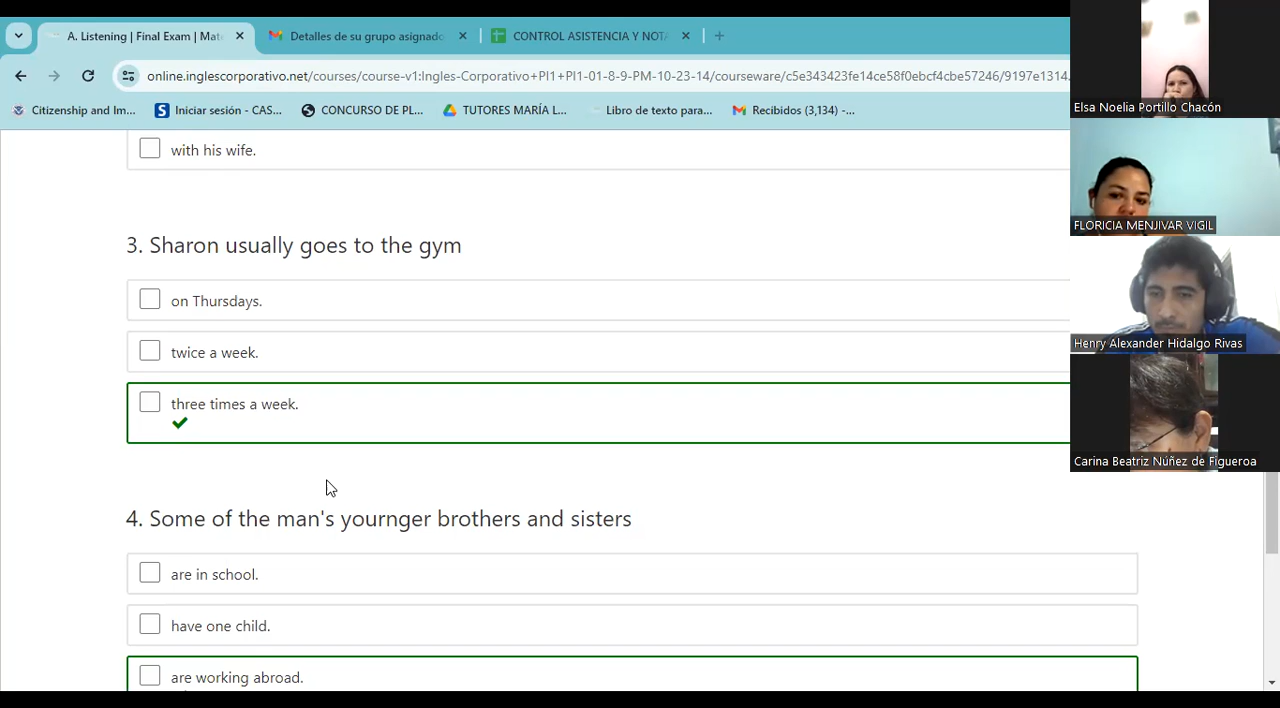 A. Listening | Final Exam | Mate
Detalles de su grupo asignado
CONTROL ASISTENCIA Y NOTA
online.inglescorporativo.net/courses/course-v1:Ingles-Corporativo+PI1+PI1-01-8-9-PM-10-23-14/courseware/c5e346423fe14ce58f0ebcf4cbe57246/9197e1314.
Citizenship and Im...
Iniciar sesión - CAS...
CONCURSO DE PL...
TUTORES MARÍA L...
Libro de texto para...
Recibidos (3,134) -...
with his wife.
3. Sharon usually goes to the gym
on Thursdays.
twice a week.
three times a week.
4. Some of the man's yournger brothers and sisters
are in school.
have one child.
are working abroad.
Elsa Noelia Portillo Chacón
FLORICIA MENJIVAR VIGIL
Henry Alexander Hidalgo Rivas
Carina Beatriz Núñez de Figueroa